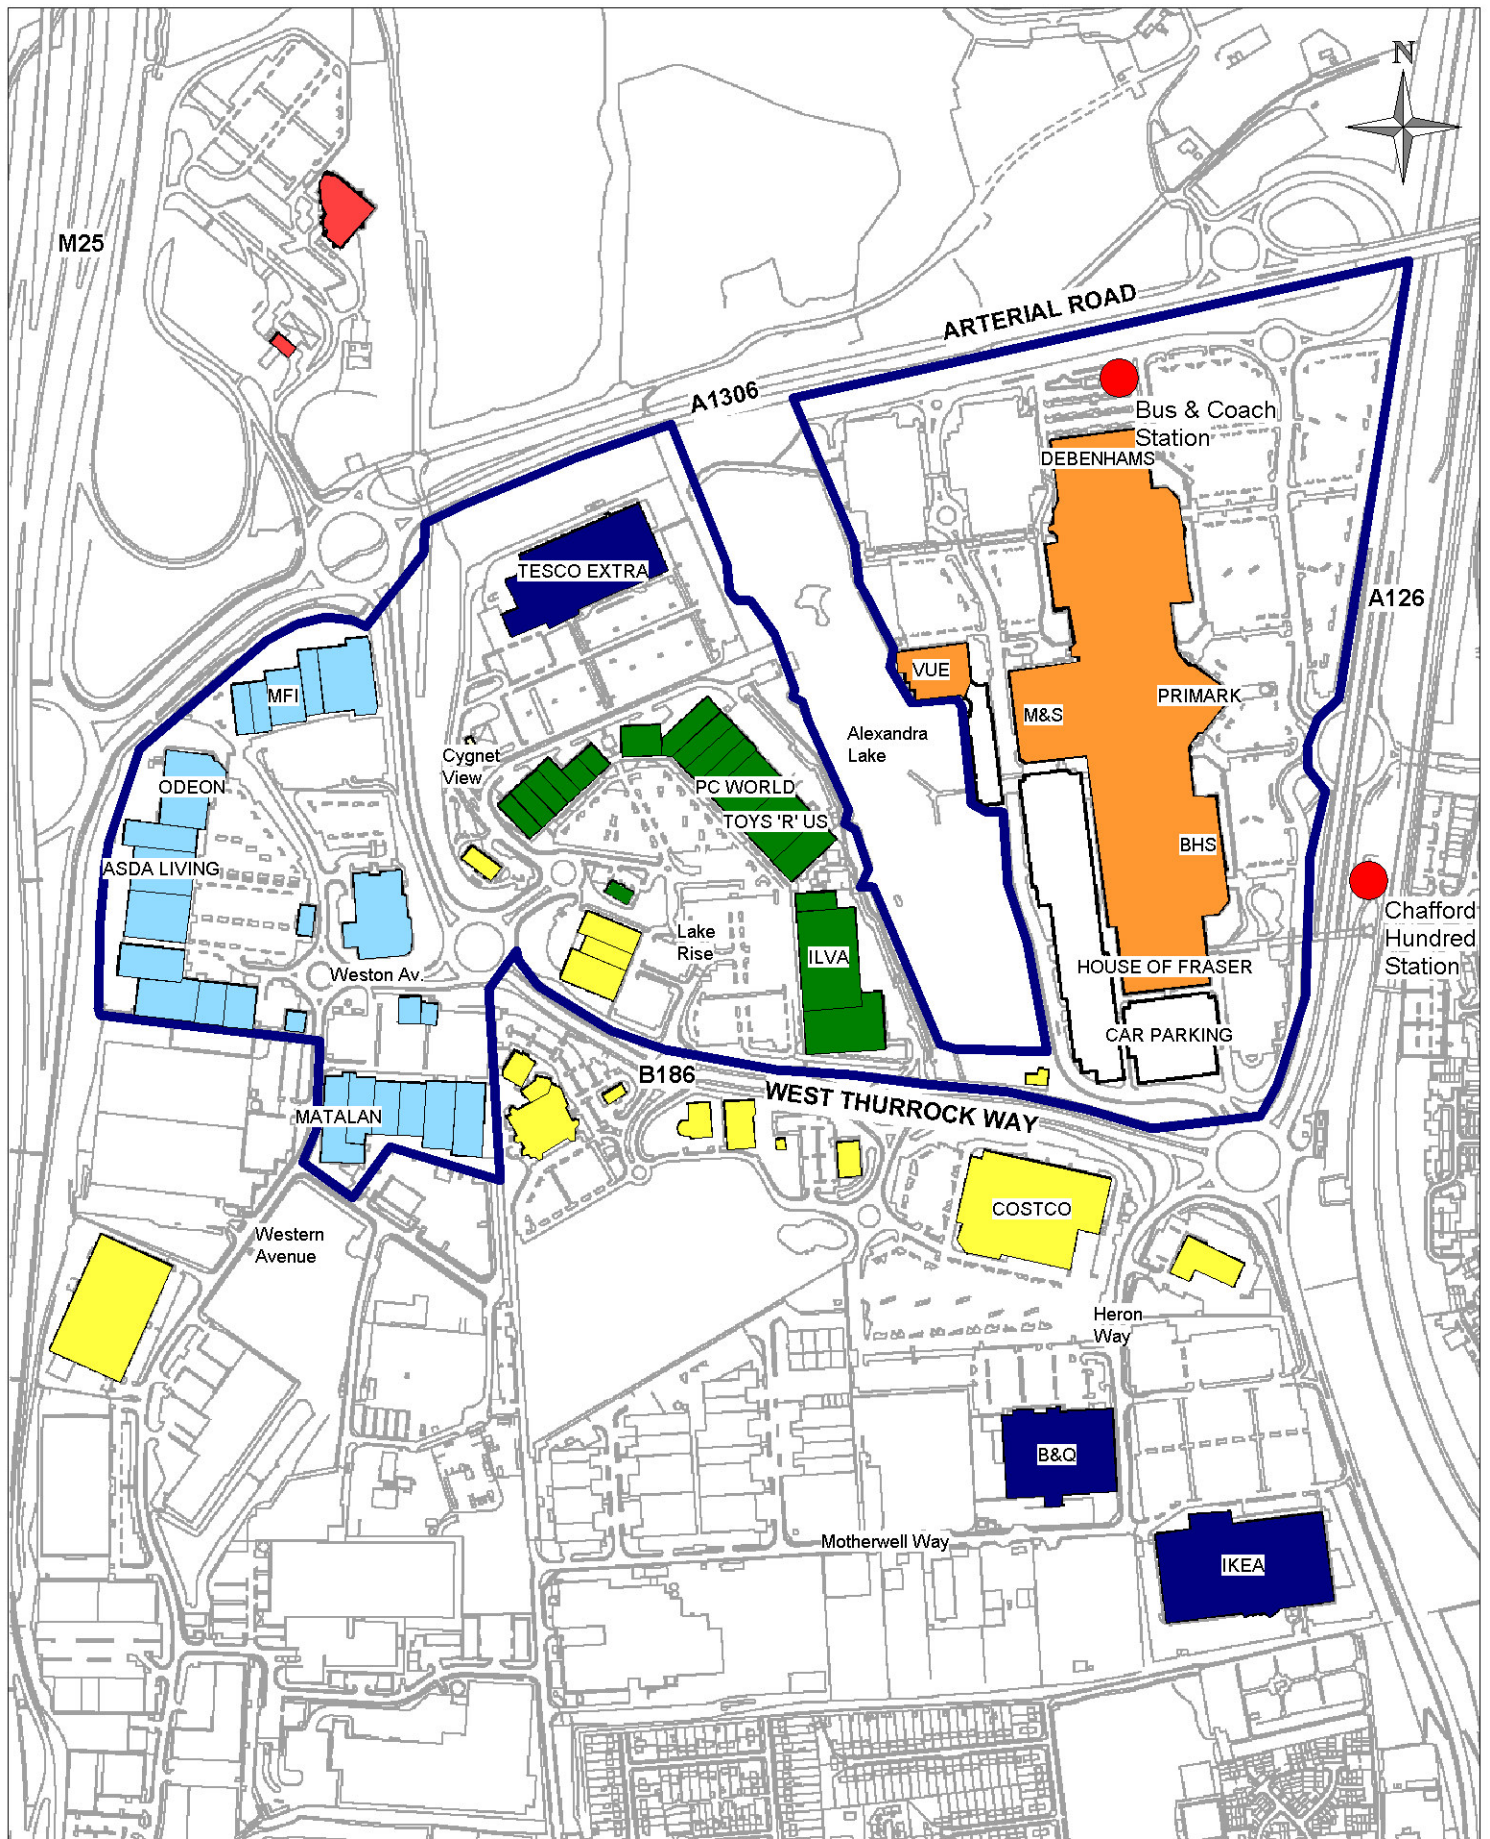 N
M25
ARTERIAL ROAD
A1306
Bus & Coach
Station
DEBENHAMS
TESCO EXTRA
A126
VUE
MFI
M&S
PRIMARK
Alexandra
Lake
Cygnet
View
ODEON
PC WORLD
TOYS 'R' US
BHS
ASDA LIVING
Chafford
Hundred
Station
Lake
Rise
ILVA
HOUSE OF FRASER
Weston Av.
CAR PARKING
B186
WEST THURROCK WAY
MATALAN
COSTCO
Western
Avenue
Heron
Way
B&Q
Motherwell Way
IKEA